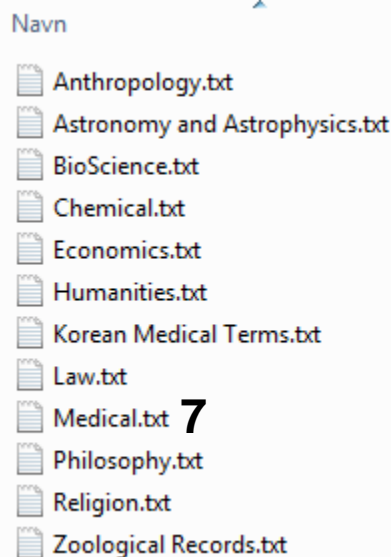 Navn
Anthropology.txt
Astronomy and Astrophysics.txt
BioScience.txt
Chemical.txt
Economics.txt
Humanities.txt
Korean Medical Terms.txt
Law.txt
Medical.txt 7
Philosophy.txt
Religion.txt
Zoological Records.txt